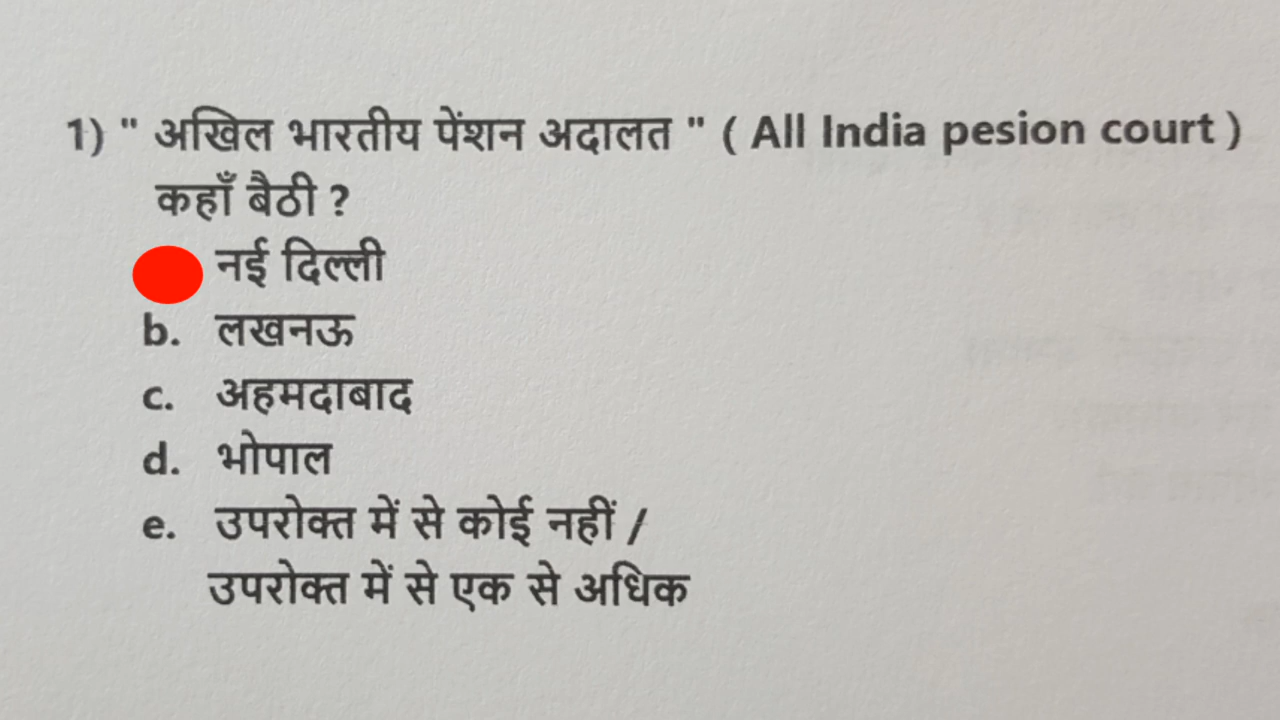 1) " अखिल भारतीय पेंशन अदालत " ( All India pesion court )
कहाँ बैठी ?
नई दिल्ली
b. लखनऊ
c. अहमदाबाद
d. भोपाल
e. उपरोक्त में से कोई नहीं /
उपरोक्त में से एक से अधिक